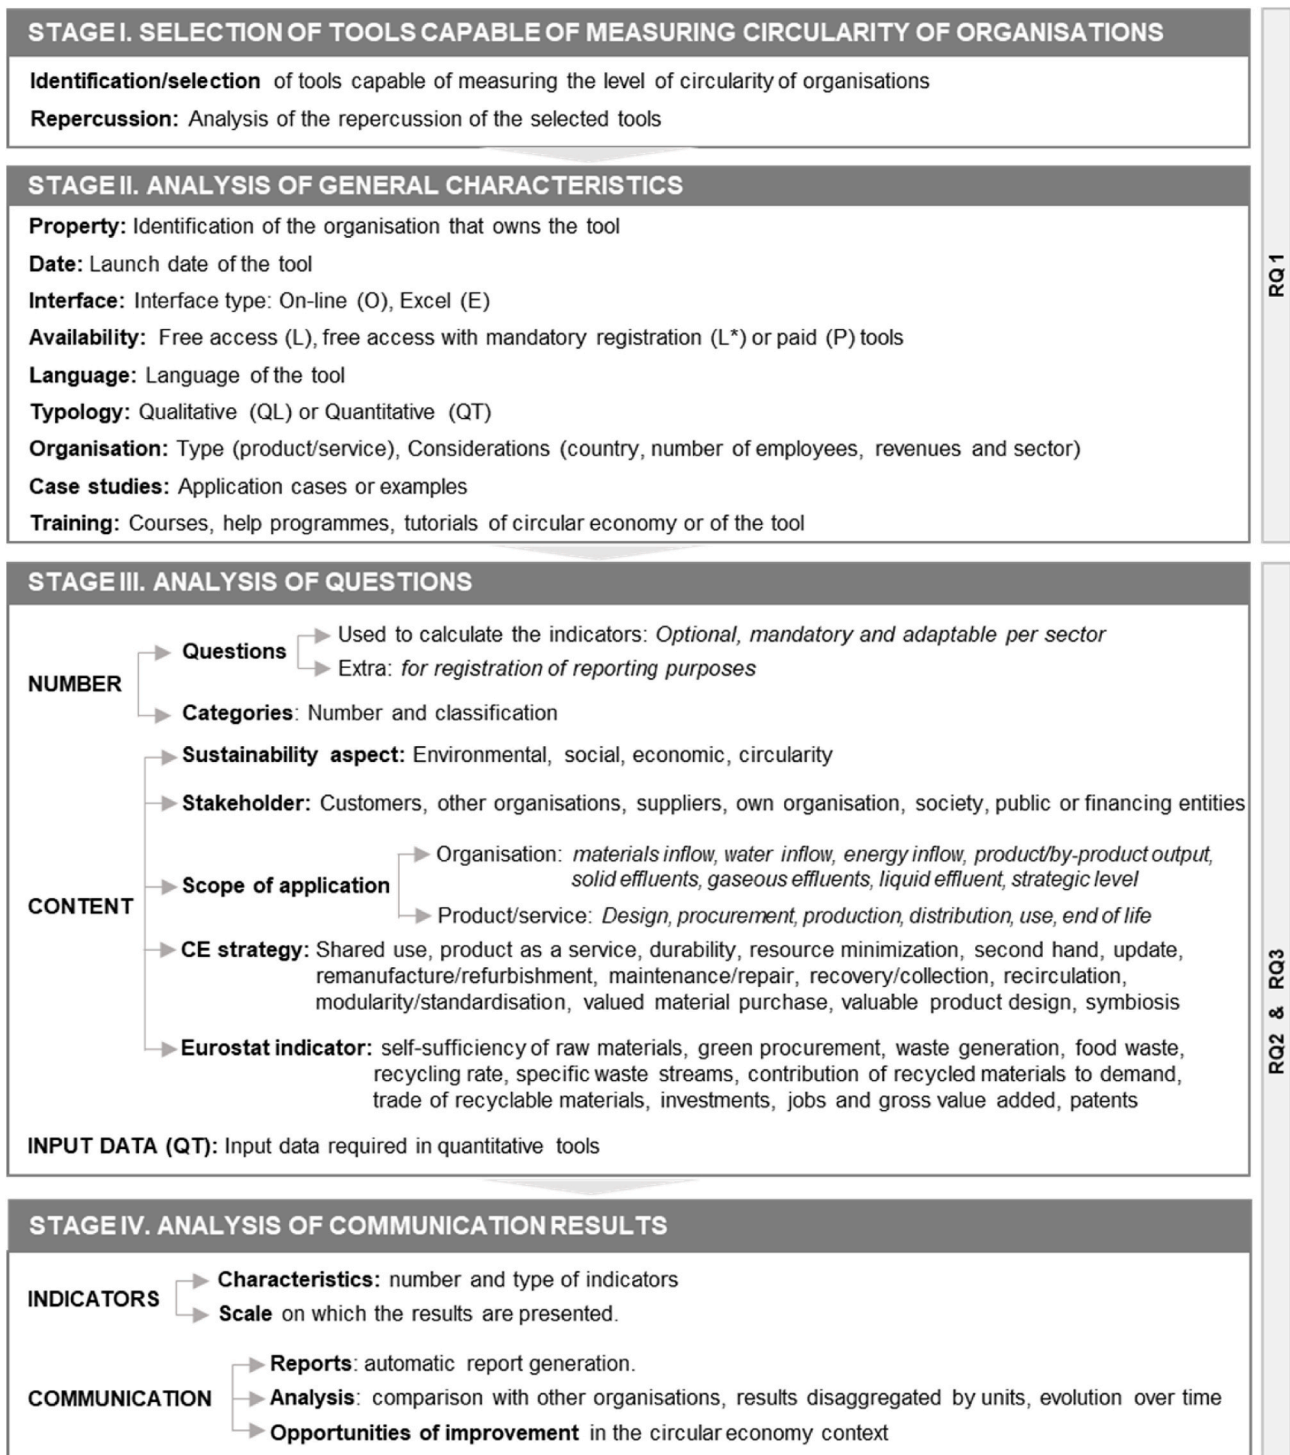 STAGE I. SELECTION OF TOOLS CAPABLE OF MEASURING CIRCULARITY OF ORGANISATIONS
Identification/selection of tools capable of measuring the level of circularity of organisations
Repercussion: Analysis of the repercussion of the selected tools
STAGE II. ANALYSIS OF GENERAL CHARACTERISTICS
Property: Identification of the organisation that owns the tool
Date: Launch date of the tool
Interface: Interface type: On-line (O), Excel (E)
Availability: Free access (L), free access with mandatory registration (L*) or paid (P) tools
Language: Language of the tool
Typology: Qualitative (QL) or Quantitative (QT)
Organisation: Type (product/service), Considerations (country, number of employees, revenues and sector)
Case studies: Application cases or examples
Training: Courses, help programmes, tutorials of circular economy or of the tool
RQ 1
STAGE III. ANALYSIS OF QUESTIONS
NUMBER
Questions
Used to calculate the indicators: Optional, mandatory and adaptable per sector
Extra: for registration of reporting purposes
Categories: Number and classification
CONTENT
Sustainability aspect: Environmental, social, economic, circularity
Stakeholder: Customers, other organisations, suppliers, own organisation, society, public or financing entities
Scope of application
Organisation: materials inflow, water inflow, energy inflow, product/by-product output,
solid effluents, gaseous effluents, liquid effluent, strategic level
Product/service: Design, procurement, production, distribution, use, end of life
CE strategy: Shared use, product as a service, durability, resource minimization, second hand, update,
remanufacture/refurbishment, maintenance/repair, recovery/collection, recirculation,
modularity/standardisation, valued material purchase, valuable product design, symbiosis
Eurostat indicator: self-sufficiency of raw materials, green procurement, waste generation, food waste,
recycling rate, specific waste streams, contribution of recycled materials to demand,
trade of recyclable materials, investments, jobs and gross value added, patents
INPUT DATA (QT): Input data required in quantitative tools
STAGE IV. ANALYSIS OF COMMUNICATION RESULTS
INDICATORS
Characteristics: number and type of indicators
Scale on which the results are presented.
COMMUNICATION
Reports: automatic report generation.
Analysis: comparison with other organisations, results disaggregated by units, evolution over time
Opportunities of improvement in the circular economy context
RQ2 & RQ3